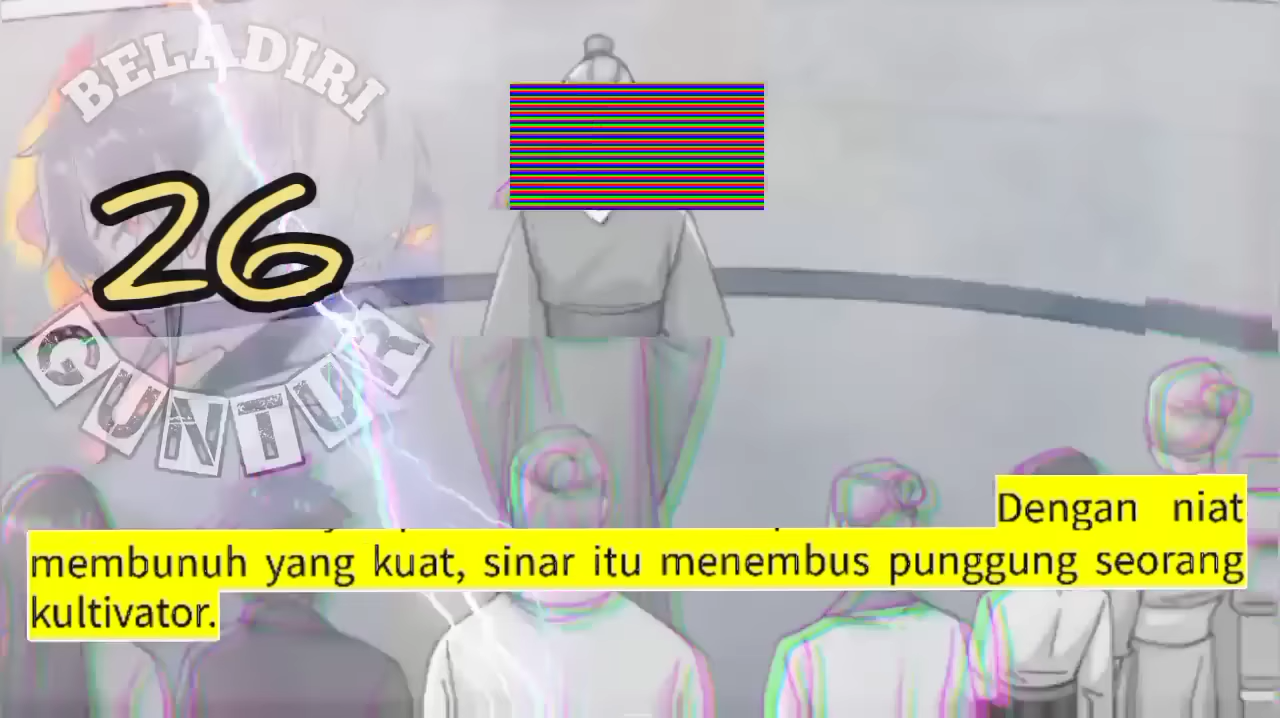 BELADIRI
26
GUNTUR
Dengan niat
membunuh yang kuat, sinar itu menembus punggung seorang
kultivator.